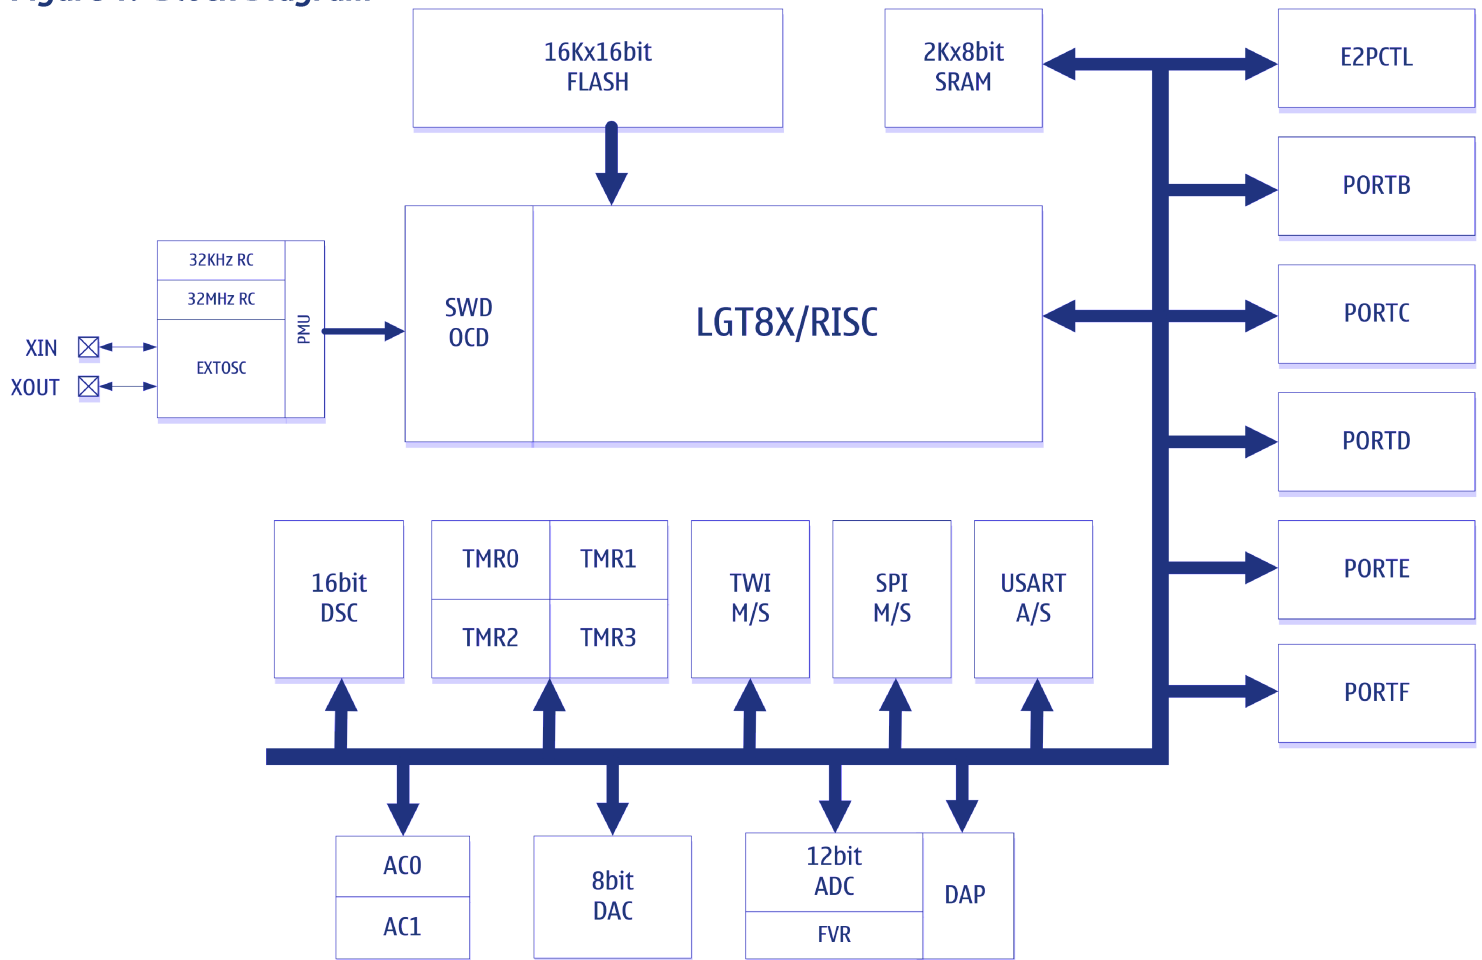 16Kx16bit
FLASH
2Kx8bit
SRAM
E2PCTL
PORTB
32KHz RC
32MHz RC
EXTOSC
PMU
XIN
XOUT
SWD
OCD
LGT8X/RISC
PORTC
PORTD
16bit
DSC
TMR0
TMR1
TMR2
TMR3
TWI
M/S
SPI
M/S
USART
A/S
PORTE
PORTF
AC0
AC1
8bit
DAC
12bit
ADC
FVR
DAP